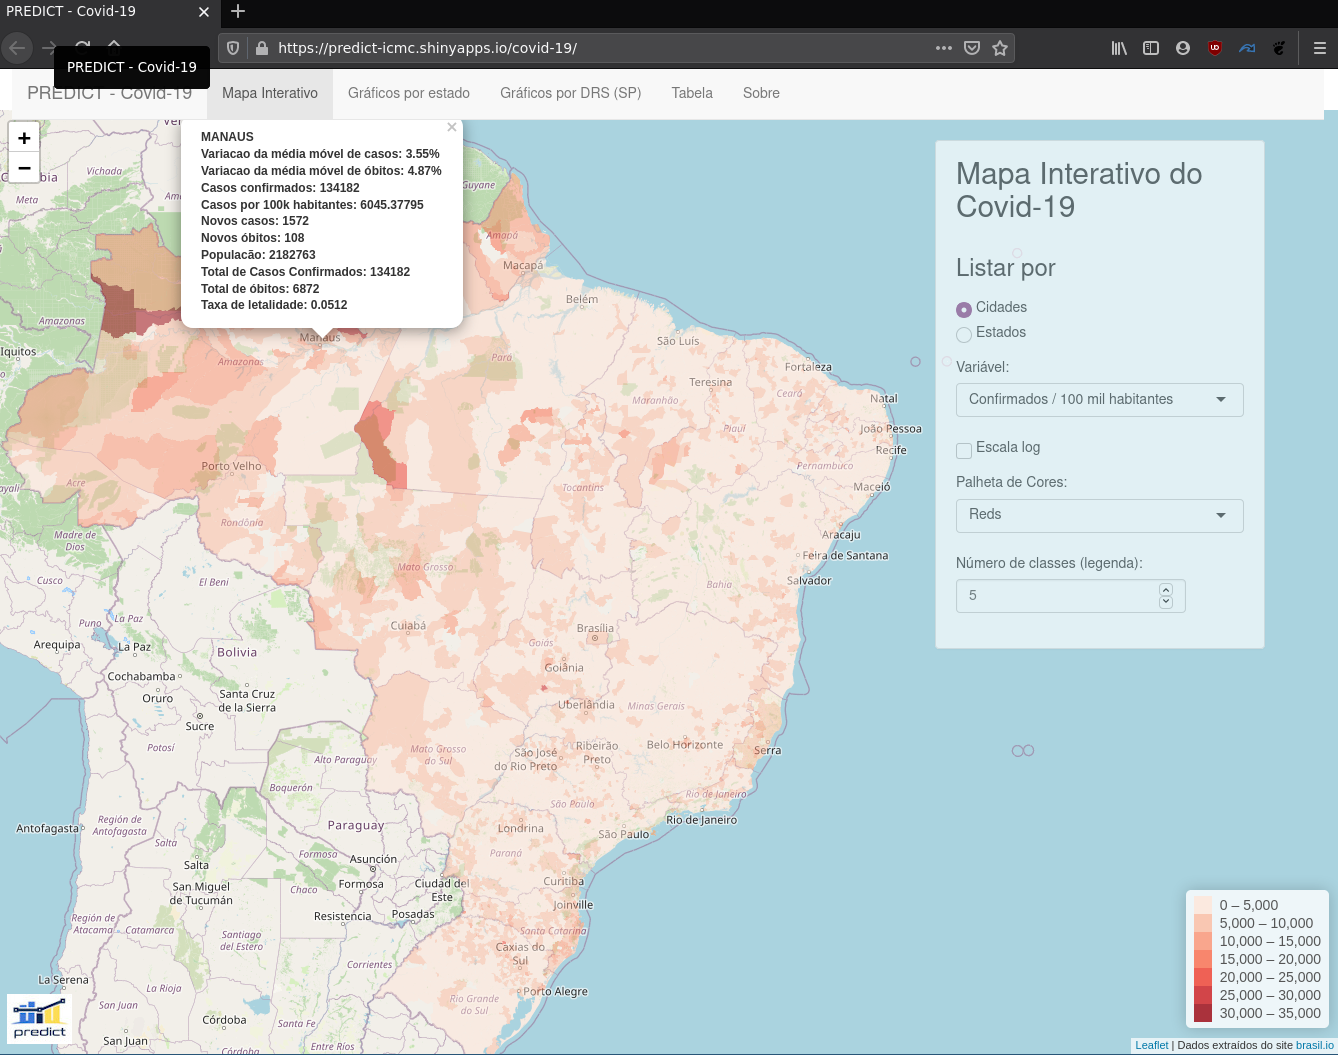 PREDICT - Covid-19
https://predict-icmc.shinyapps.io/covid-19/
PREDICT - Covid-19
PREDICT - Covid-19
Mapa Interativo
Gráficos por estado
Gráficos por DRS (SP)
Tabela
Sobre
+
−
MANAUS
Variacao da média móvel de casos: 3.55%
Variacao da média móvel de óbitos: 4.87%
Casos confirmados: 134182
Casos por 100k habitantes: 6045.37795
Novos casos: 1572
Novos óbitos: 108
Populacão: 2182763
Total de Casos Confirmados: 134182
Total de óbitos: 6872
Taxa de letalidade: 0.0512
Mapa Interativo do
Covid-19
Listar por
Cidades
Estados
Variável:
Confirmados / 100 mil habitantes
Escala log
Palheta de Cores:
Reds
Número de classes (legenda):
5
Vichada
Meta
Guyane
Amapá
Macapá
Belém
Amazonas
Iquitos
Manaus
Amazonas
Pará
São Luís
Teresina
Fortaleza
Ceará
Maranhão
Natal
Piauí
João Pessoa
Recife
Pernambuco
Porto Velho
Acre
Tocantins
Maceió
Rondônia
Madre de
Dios
Aracaju
Feira de Santana
Mato Grosso
Cusco
El Beni
Bahia
Salvador
Puno
La Paz
Cuiabá
Brasília
Arequipa
La Paz
Bolivia
Goiás
Goiânia
Cochabamba
Oruro
Santa Cruz
de la Sierra
Uberlândia
Minas Gerais
Sucre
Potosí
Alto Paraguay
Mato Grosso
do Sul
São José
do Rio Preto
Ribeirão
Preto
Belo Horizonte
Serra
Boquerón
Rio de Janeiro
São Paulo
Antofagasta
Región de
Antofagasta
Paraguay
Londrina
São Paulo
Rio de Janeiro
Salta
Formosa
Asunción
Paraná
Salta
San Miguel
de Tucumán
Chaco
Formosa
Ciudad del
Este
Curitiba
Joinville
Región de
Atacama
Catamarca
Resistencia
Posadas
Santiago
del Estero
Santa Catarina
Caxias do
Sul
Corrientes
La Serena
La Rioja
San Juan
Rio Grande
do Sul
Porto Alegre
Córdoba
Santa Fe
San Juan
Córdoba
Entre Ríos
predict
0 – 5,000
5,000 – 10,000
10,000 – 15,000
15,000 – 20,000
20,000 – 25,000
25,000 – 30,000
30,000 – 35,000
Leaflet | Dados extraídos do site brasil.io